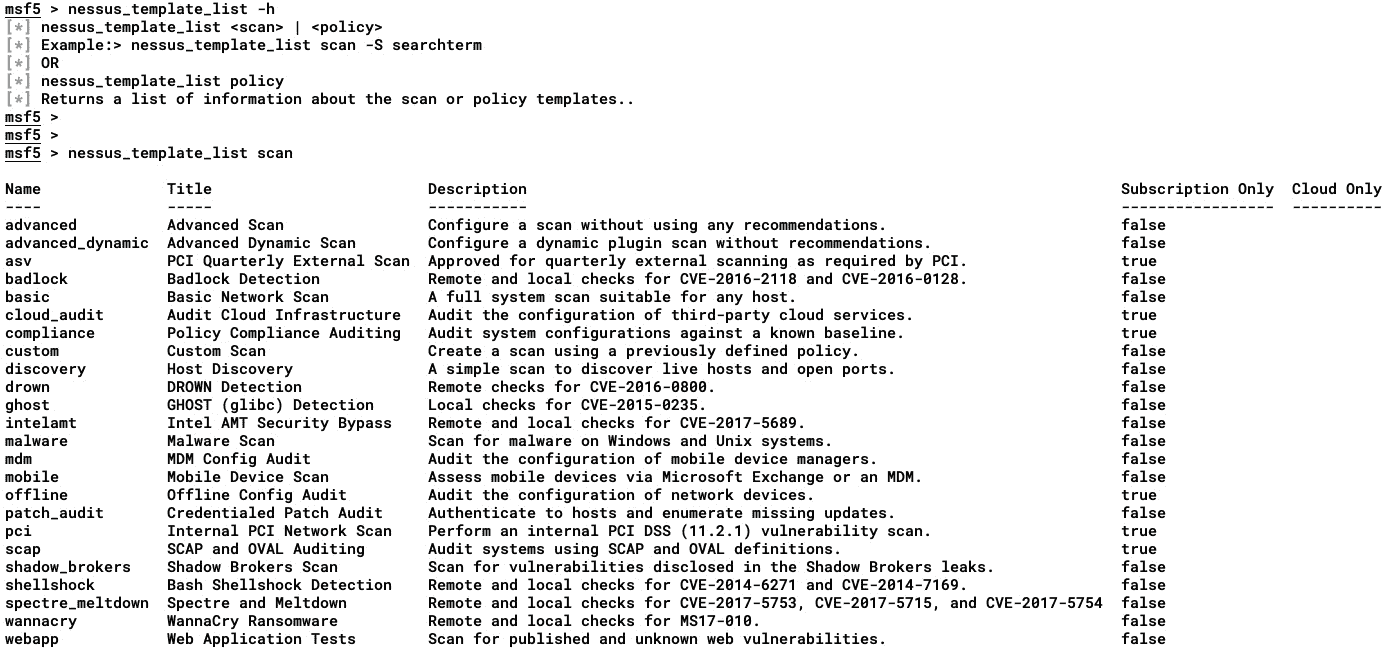 msf5 > nessus_template_list -h
[*] nessus_template_list <scan> | <policy>
[*] Example:> nessus_template_list scan -S searchterm
[*] OR
[*] nessus_template_list policy
[*] Returns a list of information about the scan or policy templates..
msf5 >
msf5 >
msf5 > nessus_template_list scan
Name Title Description Subscription Only Cloud Only
---- ----- ----------- ----------------- ----------
advanced Advanced Scan Configure a scan without using any recommendations. false
advanced_dynamic Advanced Dynamic Scan Configure a dynamic plugin scan without recommendations. false
asv PCI Quarterly External Scan Approved for quarterly external scanning as required by PCI. true
badlock Badlock Detection Remote and local checks for CVE-2016-2118 and CVE-2016-0128. false
basic Basic Network Scan A full system scan suitable for any host. false
cloud_audit Audit Cloud Infrastructure Audit the configuration of third-party cloud services. true
compliance Policy Compliance Auditing Audit system configurations against a known baseline. true
custom Custom Scan Create a scan using a previously defined policy. false
discovery Host Discovery A simple scan to discover live hosts and open ports. false
drown DROWN Detection Remote checks for CVE-2016-0800. false
ghost GHOST (glibc) Detection Local checks for CVE-2015-0235. false
intelamt Intel AMT Security Bypass Remote and local checks for CVE-2017-5689. false
malware Malware Scan Scan for malware on Windows and Unix systems. false
mdm MDM Config Audit Audit the configuration of mobile device managers. false
mobile Mobile Device Scan Assess mobile devices via Microsoft Exchange or an MDM. false
offline Offline Config Audit Audit the configuration of network devices. true
patch_audit Credentialed Patch Audit Authenticate to hosts and enumerate missing updates. false
pci Internal PCI Network Scan Perform an internal PCI DSS (11.2.1) vulnerability scan. true
scap SCAP and OVAL Auditing Audit systems using SCAP and OVAL definitions. true
shadow_brokers Shadow Brokers Scan Scan for vulnerabilities disclosed in the Shadow Brokers leaks. false
shellshock Bash Shellshock Detection Remote and local checks for CVE-2014-6271 and CVE-2014-7169. false
spectre_meltdown Spectre and Meltdown Remote and local checks for CVE-2017-5753, CVE-2017-5715, and CVE-2017-5754 false
wannacry WannaCry Ransomware Remote and local checks for MS17-010. false
webapp Web Application Tests Scan for published and unknown web vulnerabilities. false